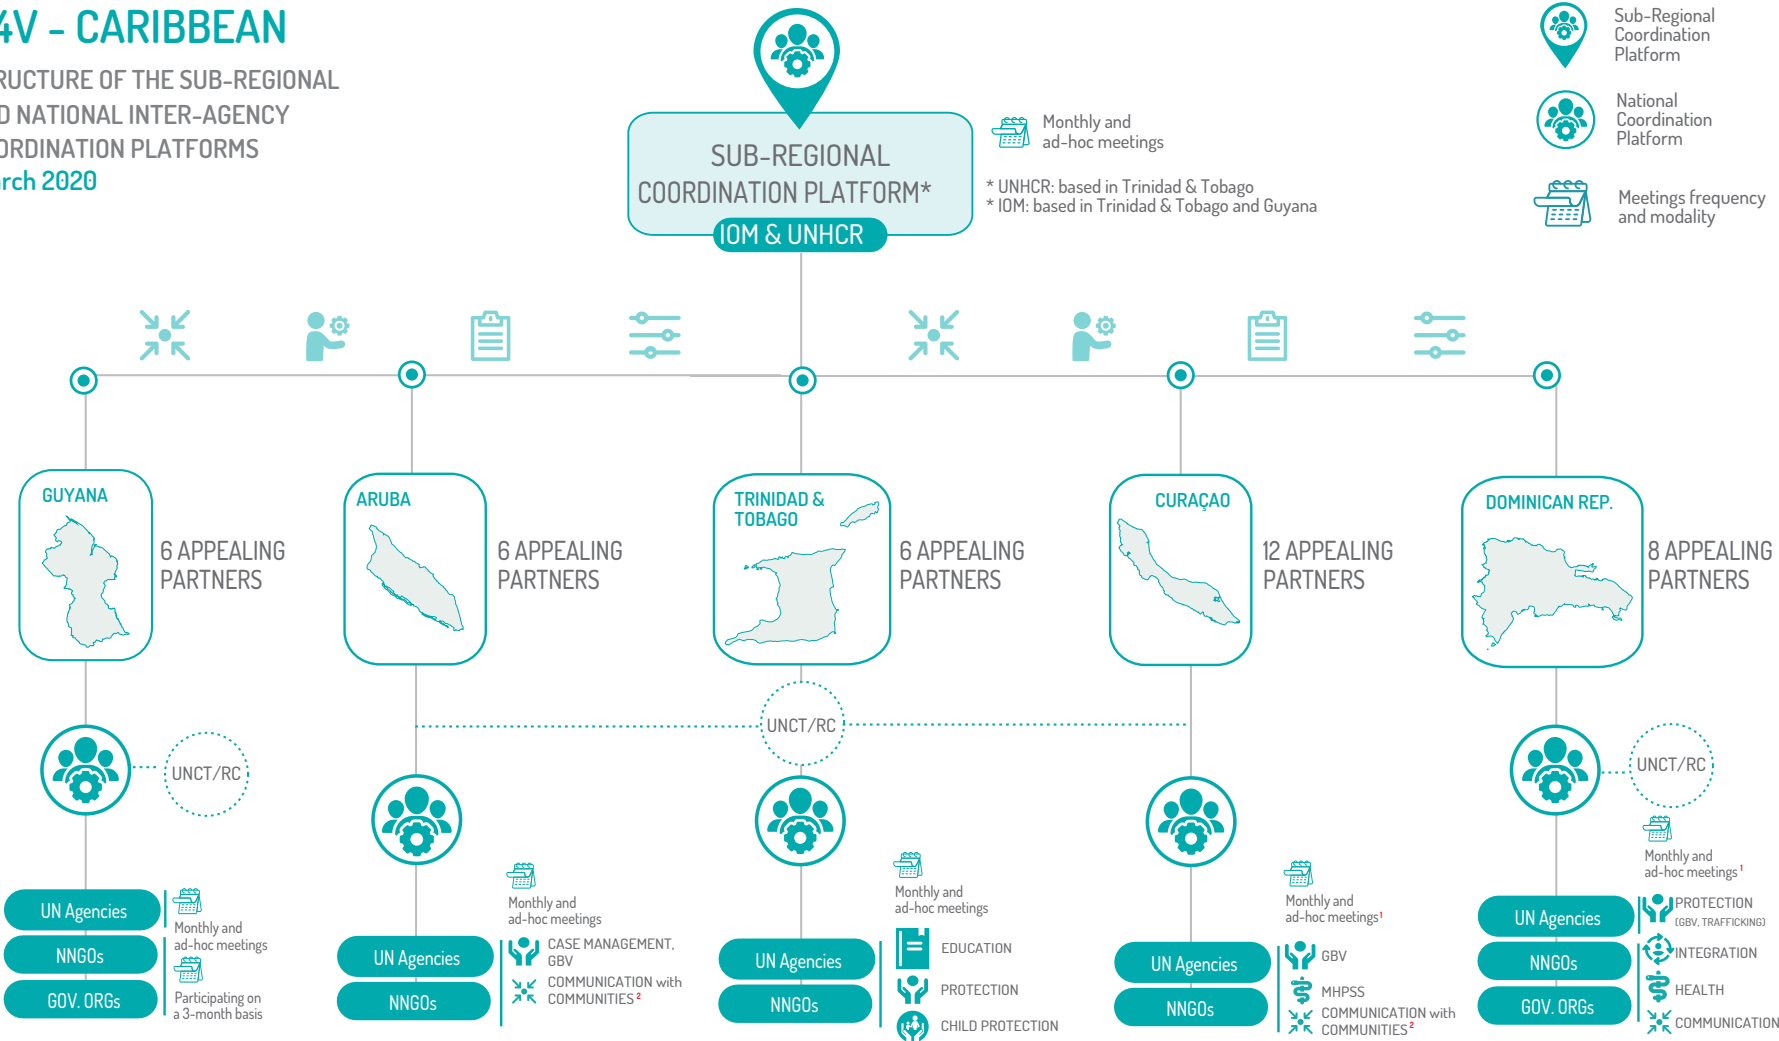 4V - CARIBBEAN
RUCTURE OF THE SUB-REGIONAL
D NATIONAL INTER-AGENCY
ORDINATION PLATFORMS
arch 2020
SUB-REGIONAL
COORDINATION PLATFORM*
IOM & UNHCR
Monthly and
ad-hoc meetings
* UNHCR: based in Trinidad & Tobago
* IOM: based in Trinidad & Tobago and Guyana
Sub-Regional
Coordination
Platform
National
Coordination
Platform
Meetings frequency
and modality
GUYANA
6 APPEALING
PARTNERS
ARUBA
6 APPEALING
PARTNERS
TRINIDAD &
TOBAGO
6 APPEALING
PARTNERS
CURAÇAO
12 APPEALING
PARTNERS
DOMINICAN REP.
8 APPEALING
PARTNERS
UNCT/RC
UNCT/RC
UNCT/RC
UN Agencies
NNGOs
GOV. ORGs
Monthly and
ad-hoc meetings
Participating on
a 3-month basis
Monthly and
ad-hoc meetings
UN Agencies
NNGOs
CASE MANAGEMENT,
GBV
COMMUNICATION with
COMMUNITIES ²
Monthly and
ad-hoc meetings
UN Agencies
NNGOs
EDUCATION
PROTECTION
CHILD PROTECTION
Monthly and
ad-hoc meetings¹
UN Agencies
NNGOs
GBV
MHPSS
COMMUNICATION with
COMMUNITIES²
Monthly and
ad-hoc meetings ¹
UN Agencies
NNGOs
GOV. ORGs
PROTECTION
(GBV, TRAFFICKING)
INTEGRATION
HEALTH
COMMUNICATION